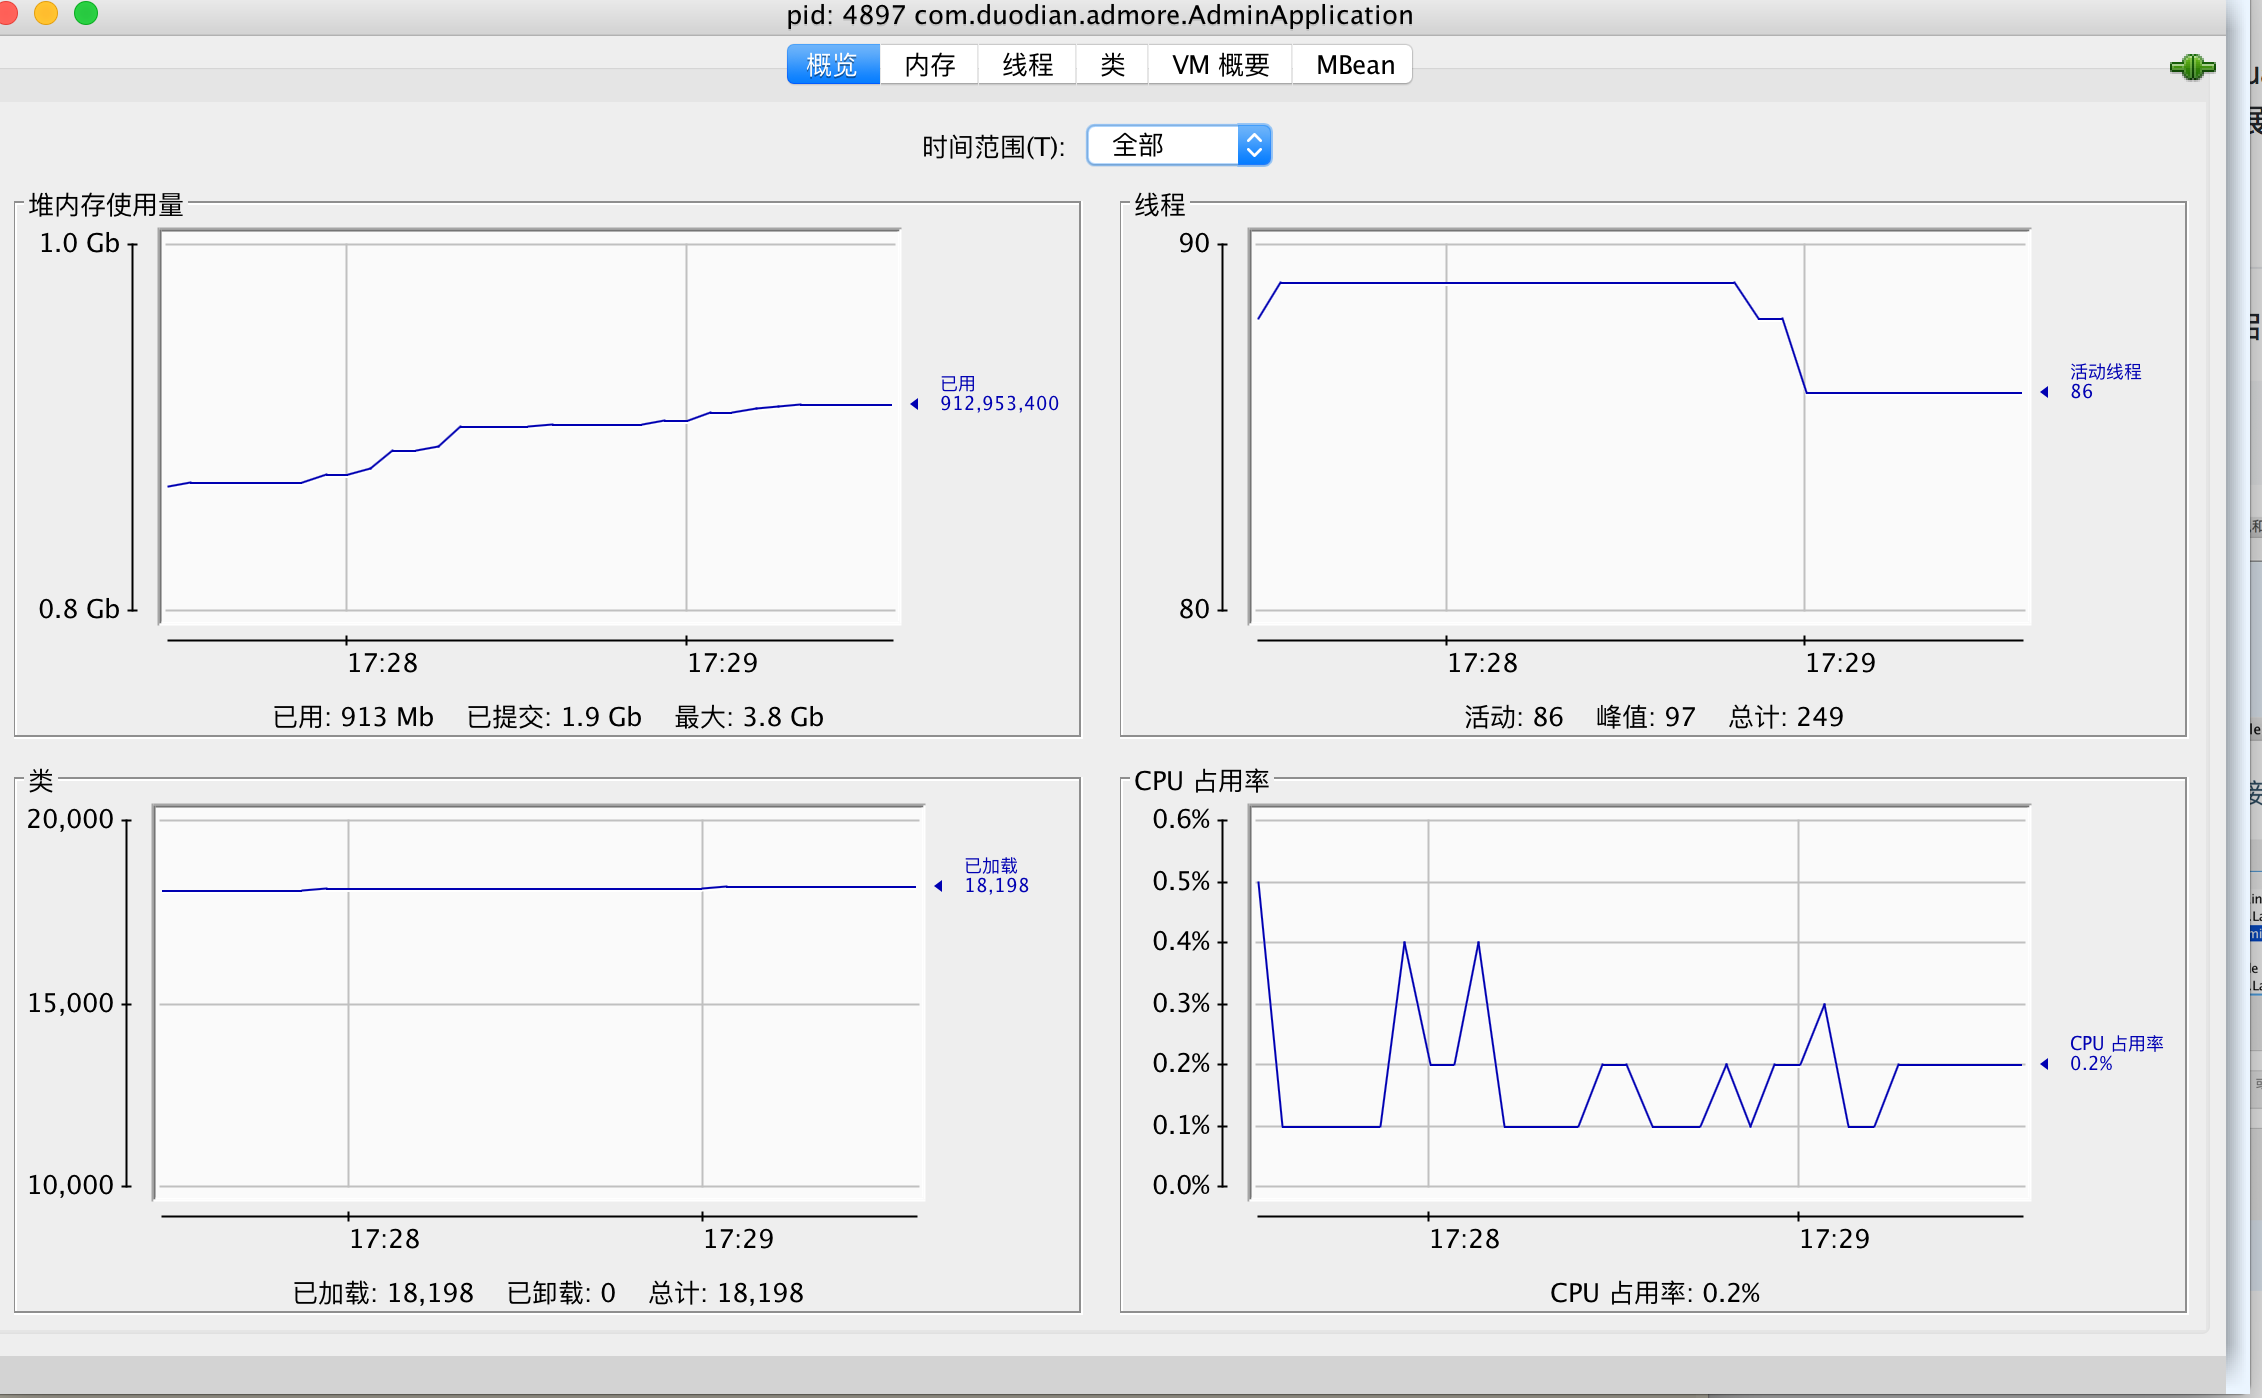 pid: 4897 com.duodian.admore.AdminApplication
概览 内存 线程 类 VM 概要 MBean
时间范围(T): 全部
堆内存使用量
1.0 Gb
0.8 Gb
17:28 17:29
已用
912,953,400
已用: 913 Mb 已提交: 1.9 Gb 最大: 3.8 Gb
线程
90
80
17:28 17:29
活动线程
86
活动: 86 峰值: 97 总计: 249
类
20,000
15,000
10,000
17:28 17:29
已加载
18,198
已加载: 18,198 已卸载: 0 总计: 18,198
CPU 占用率
0.6%
0.5%
0.4%
0.3%
0.2%
0.1%
0.0%
17:28 17:29
CPU 占用率
0.2%
CPU 占用率: 0.2%